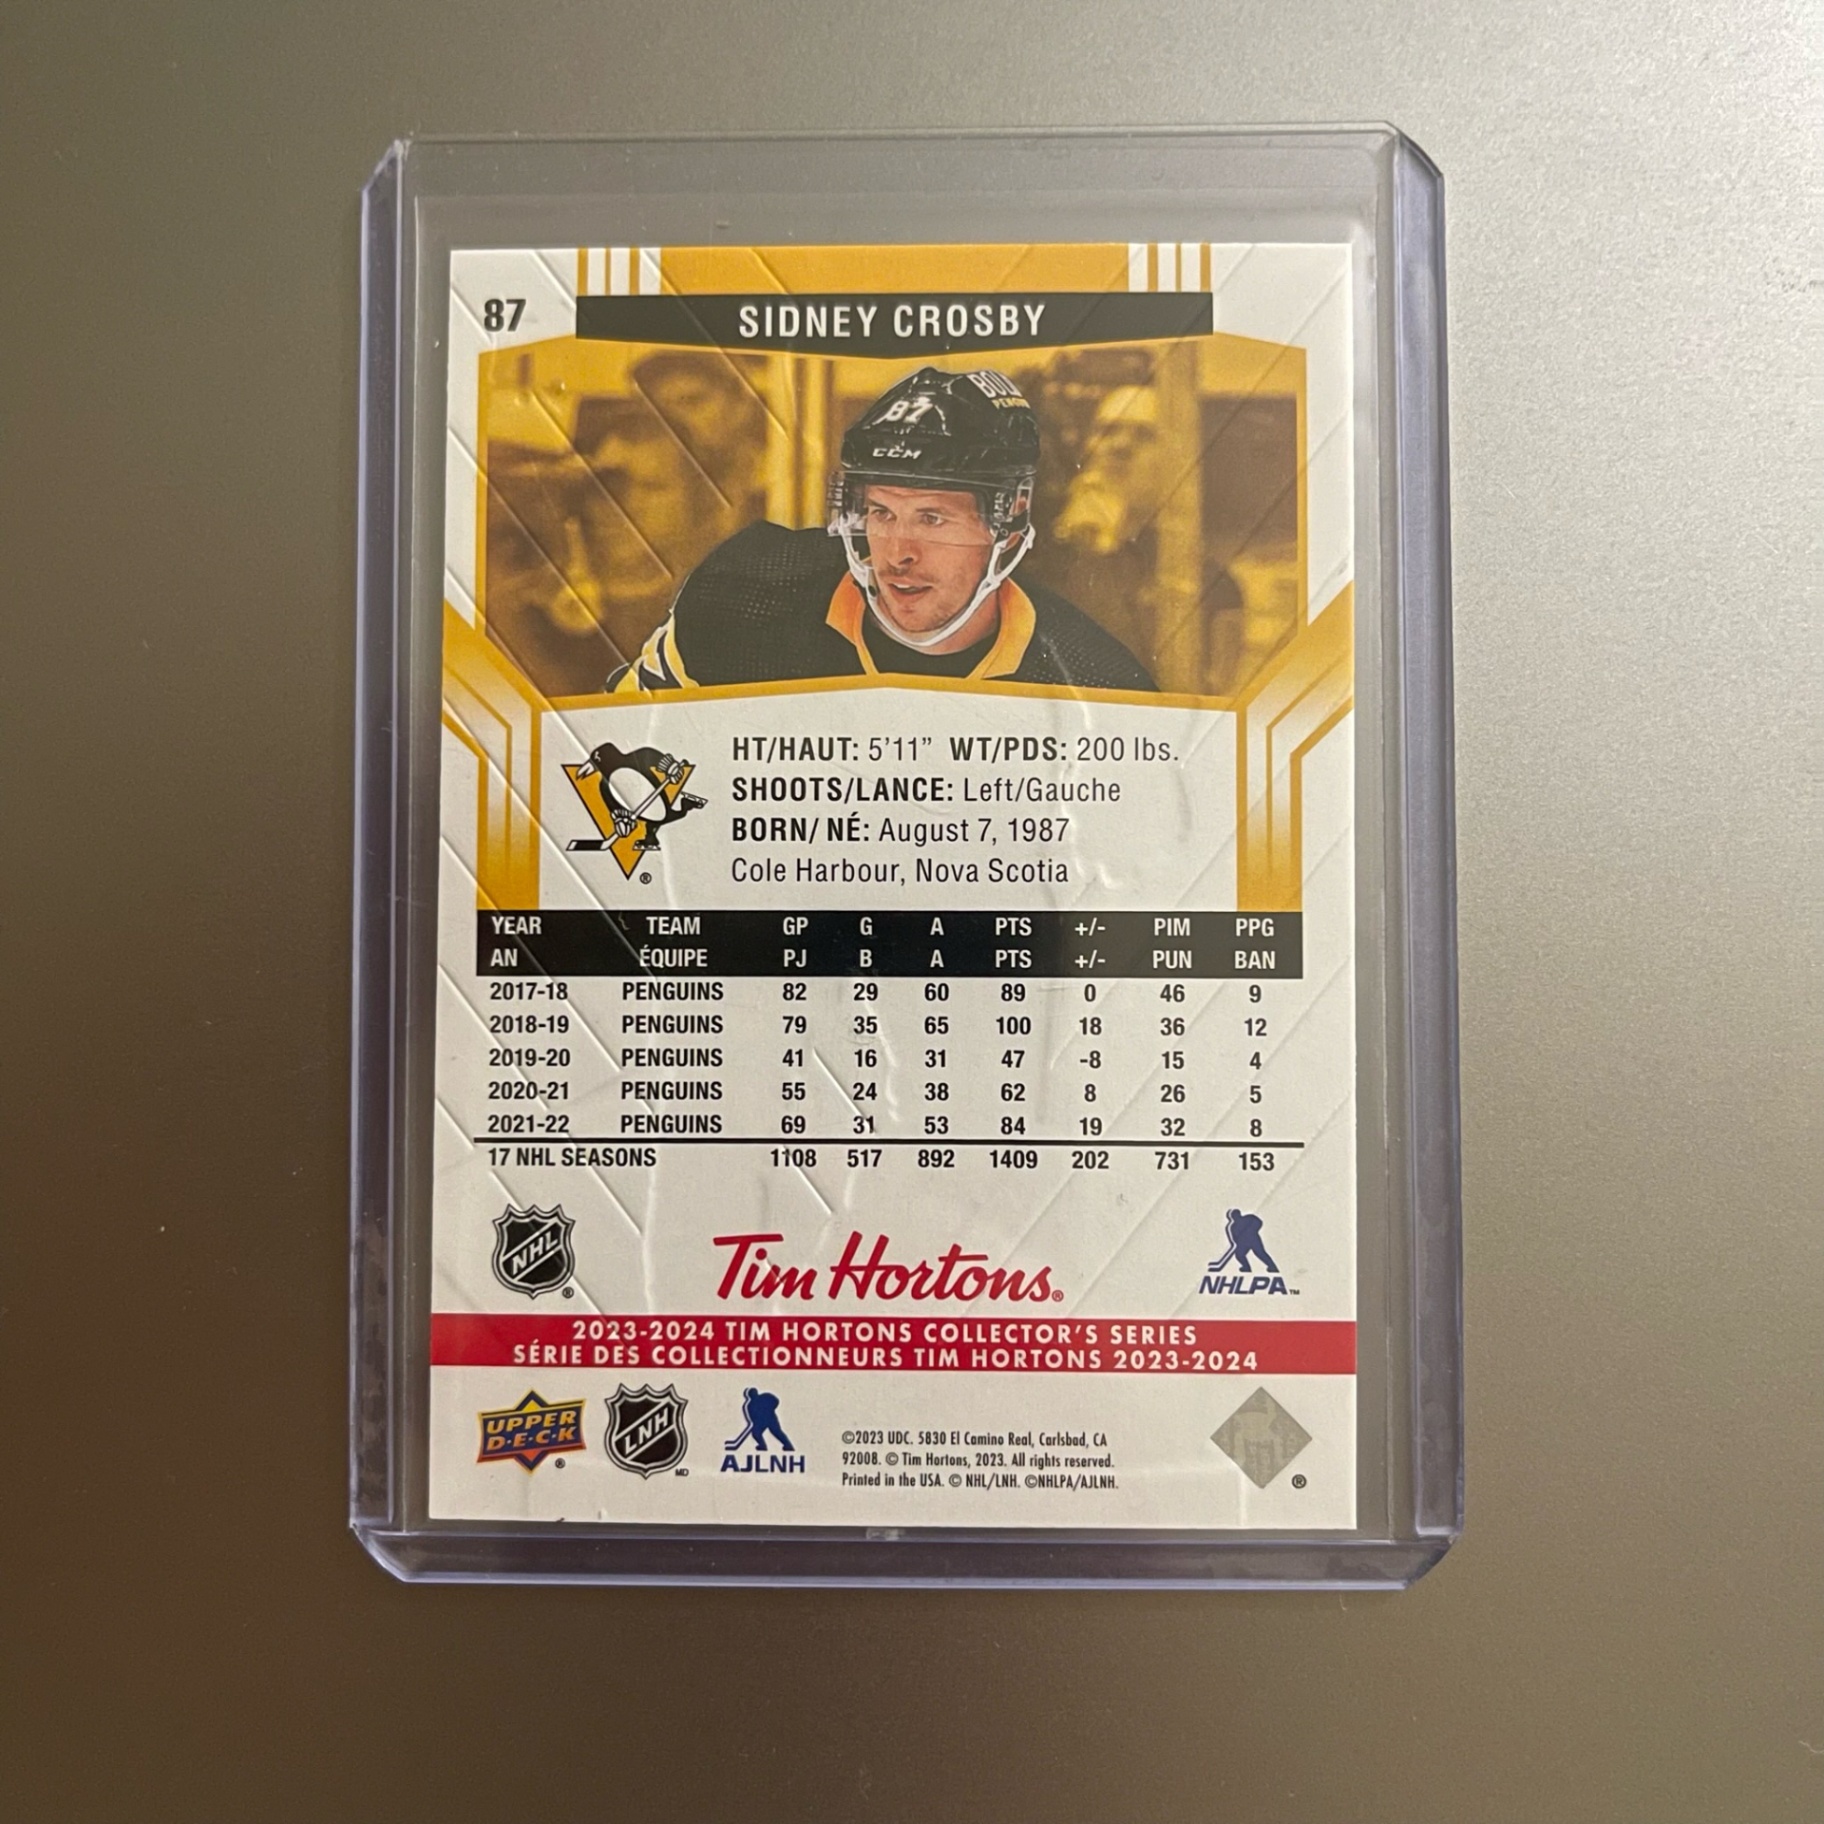 87
SIDNEY CROSBY
87
CCM
HT/HAUT: 5'11” WT/PDS: 200 lbs.
SHOOTS/LANCE: Left/Gauche
BORN/ NÉ: August 7, 1987
Cole Harbour, Nova Scotia
®
YEAR TEAM GP G A PTS +/- PIM PPG
AN ÉQUIPE PJ B A PTS +/- PUN BAN
2017-18 PENGUINS 82 29 60 89 0 46 9
2018-19 PENGUINS 79 35 65 100 18 36 12
2019-20 PENGUINS 41 16 31 47 -8 15 4
2020-21 PENGUINS 55 24 38 62 8 26 5
2021-22 PENGUINS 69 31 53 84 19 32 8
17 NHL SEASONS 1108 517 892 1409 202 731 153
NHL® Tim Hortons® NHLPA™
2023-2024 TIM HORTONS COLLECTOR'S SERIES
SÉRIE DES COLLECTIONNEURS TIM HORTONS 2023-2024
UPPER
D·E·C·K®
LNH MD
AJLNH
©2023 UDC. 5830 El Camino Real, Carlsbad, CA
92008. © Tim Hortons, 2023. All rights reserved.
Printed in the USA. © NHL/LNH. ©NHLPA/AJLNH.
®